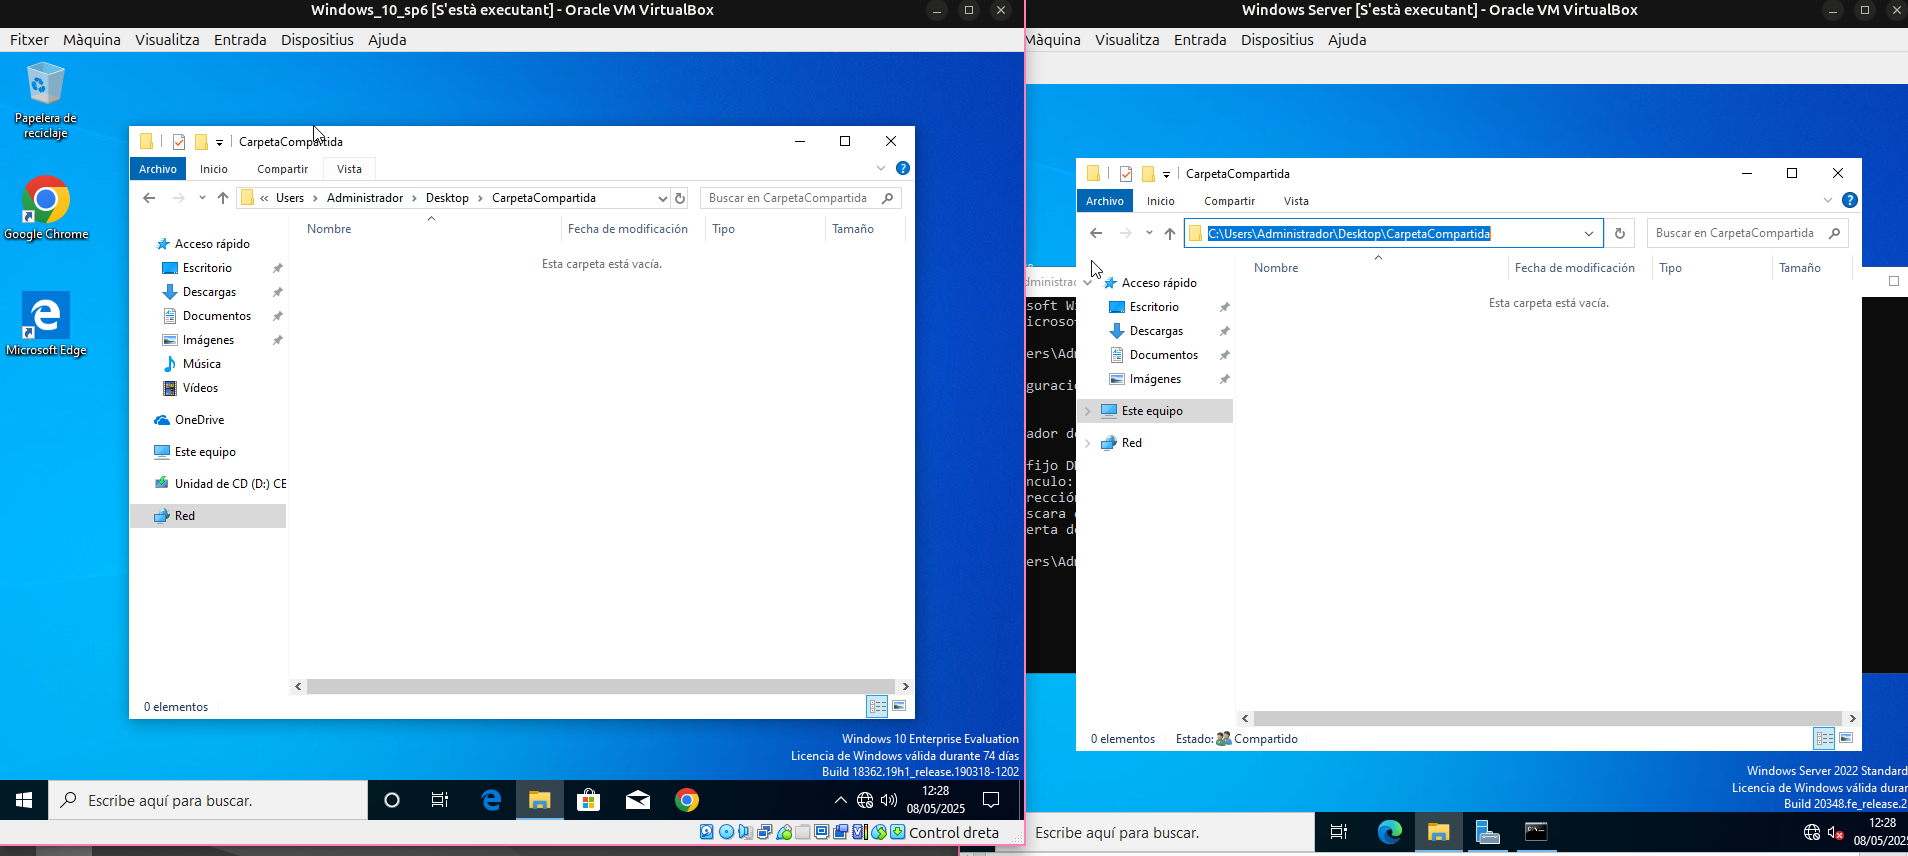 Windows_10_sp6 [S'està executant] - Oracle VM VirtualBox
Fitxer Màquina Visualitza Entrada Dispositius Ajuda
Papelera de
reciclaje
Google Chrome
Microsoft Edge
CarpetaCompartida
Archivo Inicio Compartir Vista
« Users > Administrador > Desktop > CarpetaCompartida
Buscar en CarpetaCompartida
Nombre Fecha de modificación Tipo Tamaño
Esta carpeta está vacía.
Acceso rápido
Escritorio
Descargas
Documentos
Imágenes
Música
Vídeos
OneDrive
Este equipo
Unidad de CD (D:) CE
Red
0 elementos
Windows 10 Enterprise Evaluation
Licencia de Windows válida durante 74 días
Build 18362.19h1_release.190318-1202
Escribe aquí para buscar.
12:28
08/05/2025
Control dreta
Windows Server [S'està executant] - Oracle VM VirtualBox
Màquina Visualitza Entrada Dispositius Ajuda
CarpetaCompartida
Archivo Inicio Compartir Vista
C:\Users\Administrador\Desktop\CarpetaCompartida
Buscar en CarpetaCompartida
Nombre Fecha de modificación Tipo Tamaño
Esta carpeta está vacía.
Acceso rápido
Escritorio
Descargas
Documentos
Imágenes
Este equipo
Red
0 elementos Estado: Compartido
dministrac
soft W
icroso
ers\Ad
guraci
ador d
fijo D
nculo:
rección
scara
erta d
ers\Ad
Windows Server 2022 Standard
Licencia de Windows válida durar
Build 20348.fe_release.2
Escribe aquí para buscar.
12:28
08/05/202